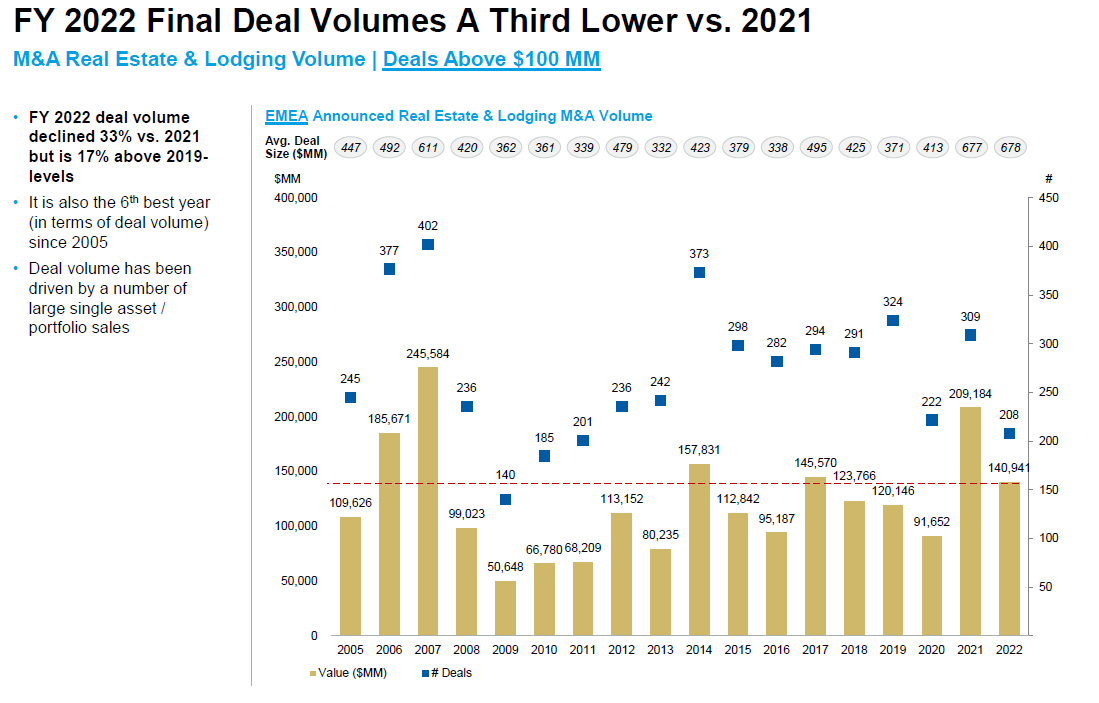 FY 2022 Final Deal Volumes A Third Lower vs. 2021
M&A Real Estate & Lodging Volume | Deals Above $100 MM
• FY 2022 deal volume
declined 33% vs. 2021
but is 17% above 2019-
levels
• It is also the 6th best year
(in terms of deal volume)
since 2005
• Deal volume has been
driven by a number of
large single asset /
portfolio sales
EMEA Announced Real Estate & Lodging M&A Volume
Avg. Deal
Size ($MM) 447 492 611 420 362 361 339 479 332 423 379 338 495 425 371 413 677 678
$MM #
400,000 450
402
377 400
350,000
373
350
324
300,000
309
298 294 291
282 300
250,000
245,584
245 242
236 236 250
222 209,184
208
200,000
185,671
201 200
185
157,831
150,000
145,570
140,941
140
123,766
120,146 150
109,626 113,152 112,842
100,000
99,023 95,187 91,652
100
80,235
66,780 68,209
50,648
50,000
50
0
2005 2006 2007 2008 2009 2010 2011 2012 2013 2014 2015 2016 2017 2018 2019 2020 2021 2022
Value ($MM) # Deals